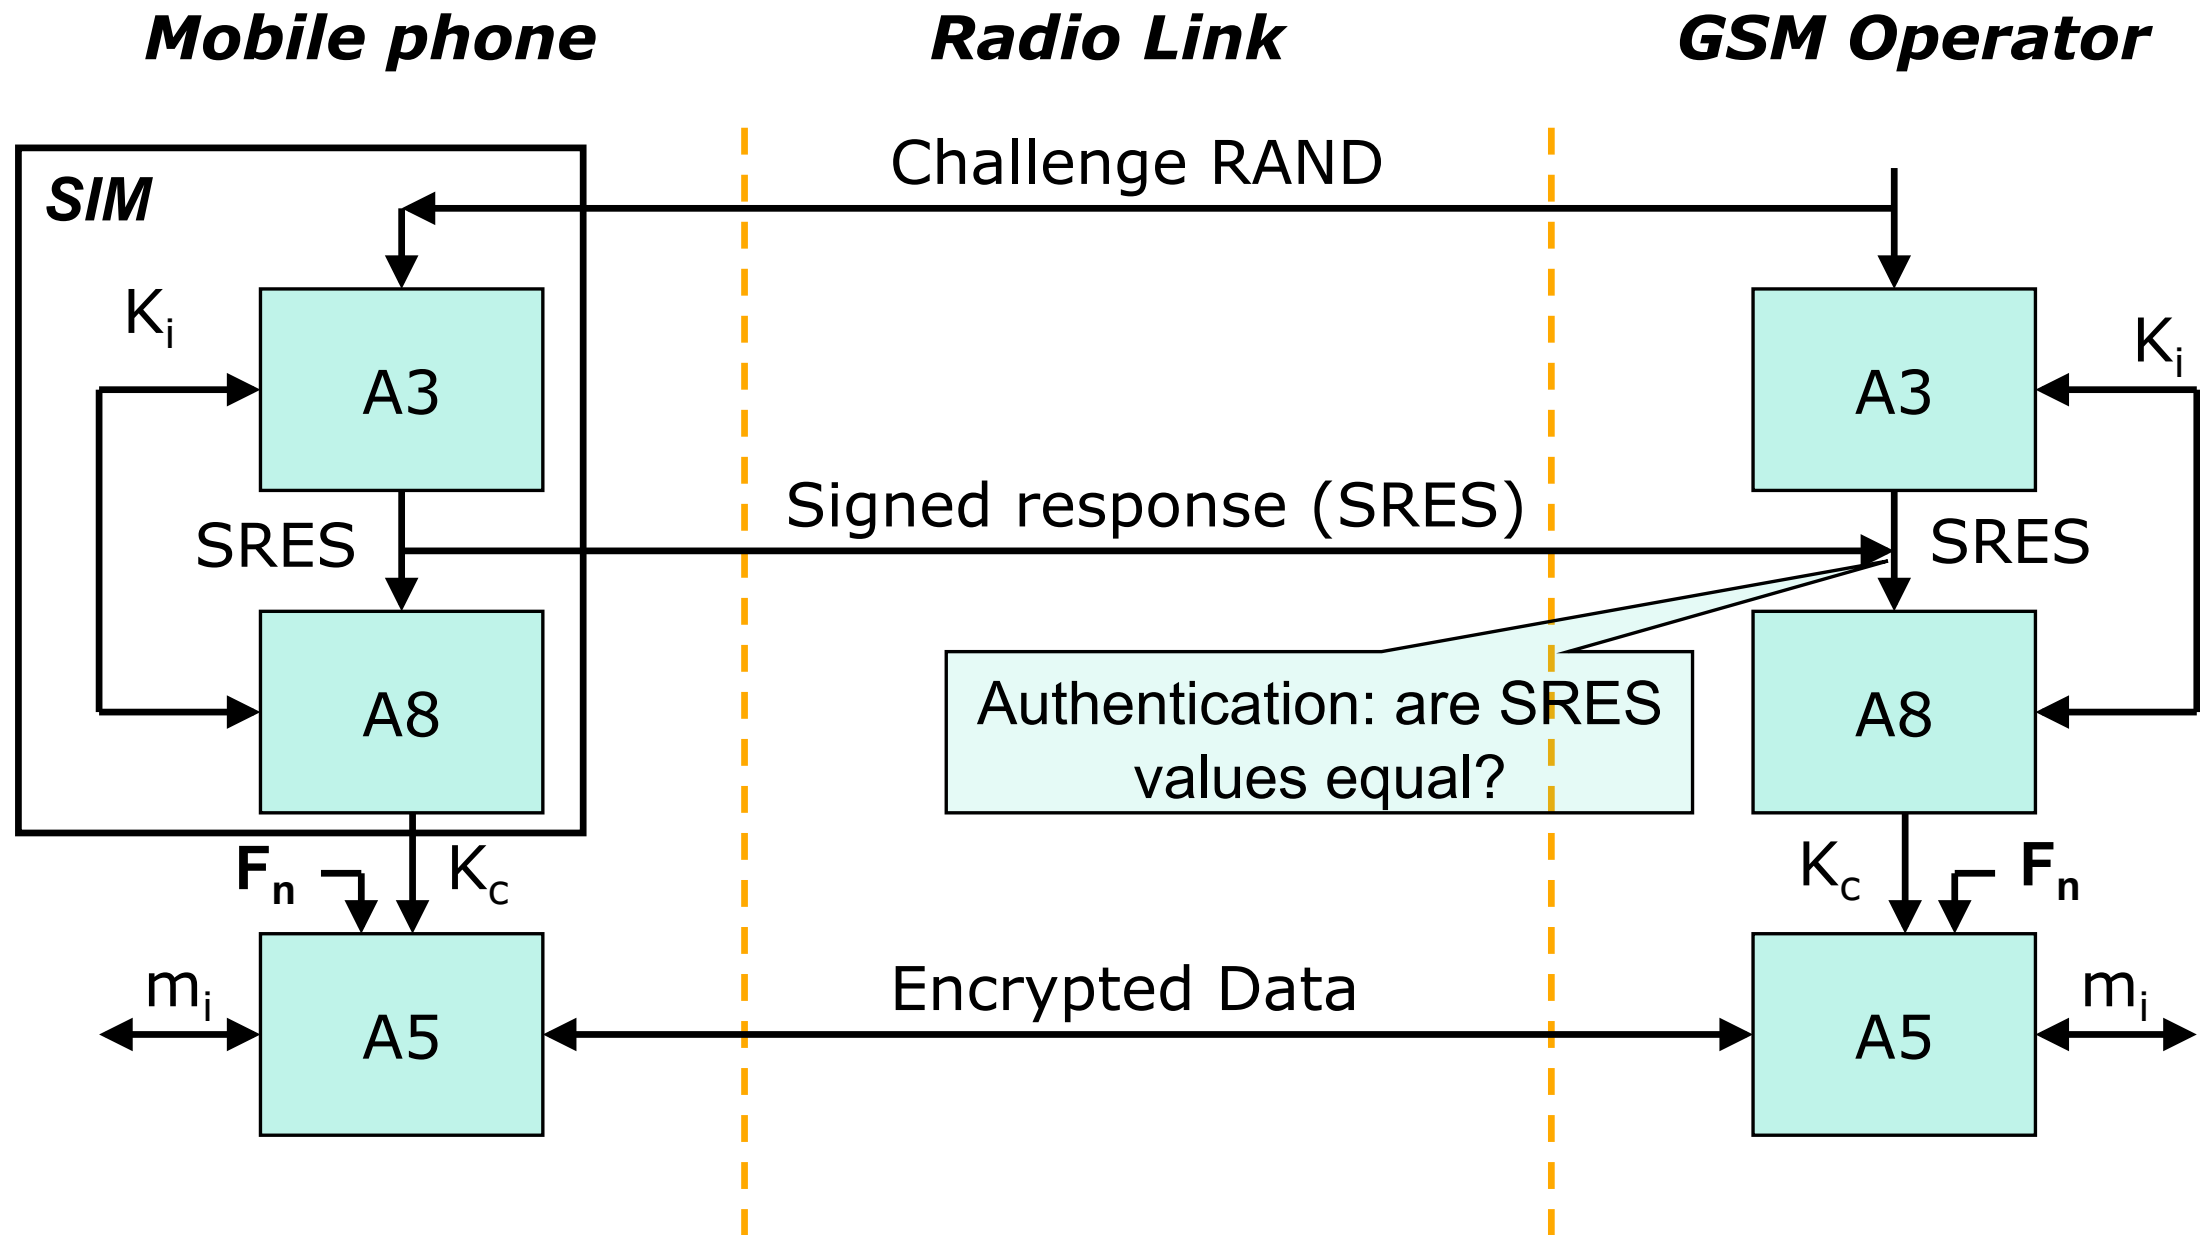 Mobile phone
Radio Link
GSM Operator
Challenge RAND
SIM
Ki
Ki
A3
A3
Signed response (SRES)
SRES
SRES
Authentication: are SRES
values equal?
A8
A8
Fn
Kc
Kc
Fn
mi
Encrypted Data
mi
A5
A5